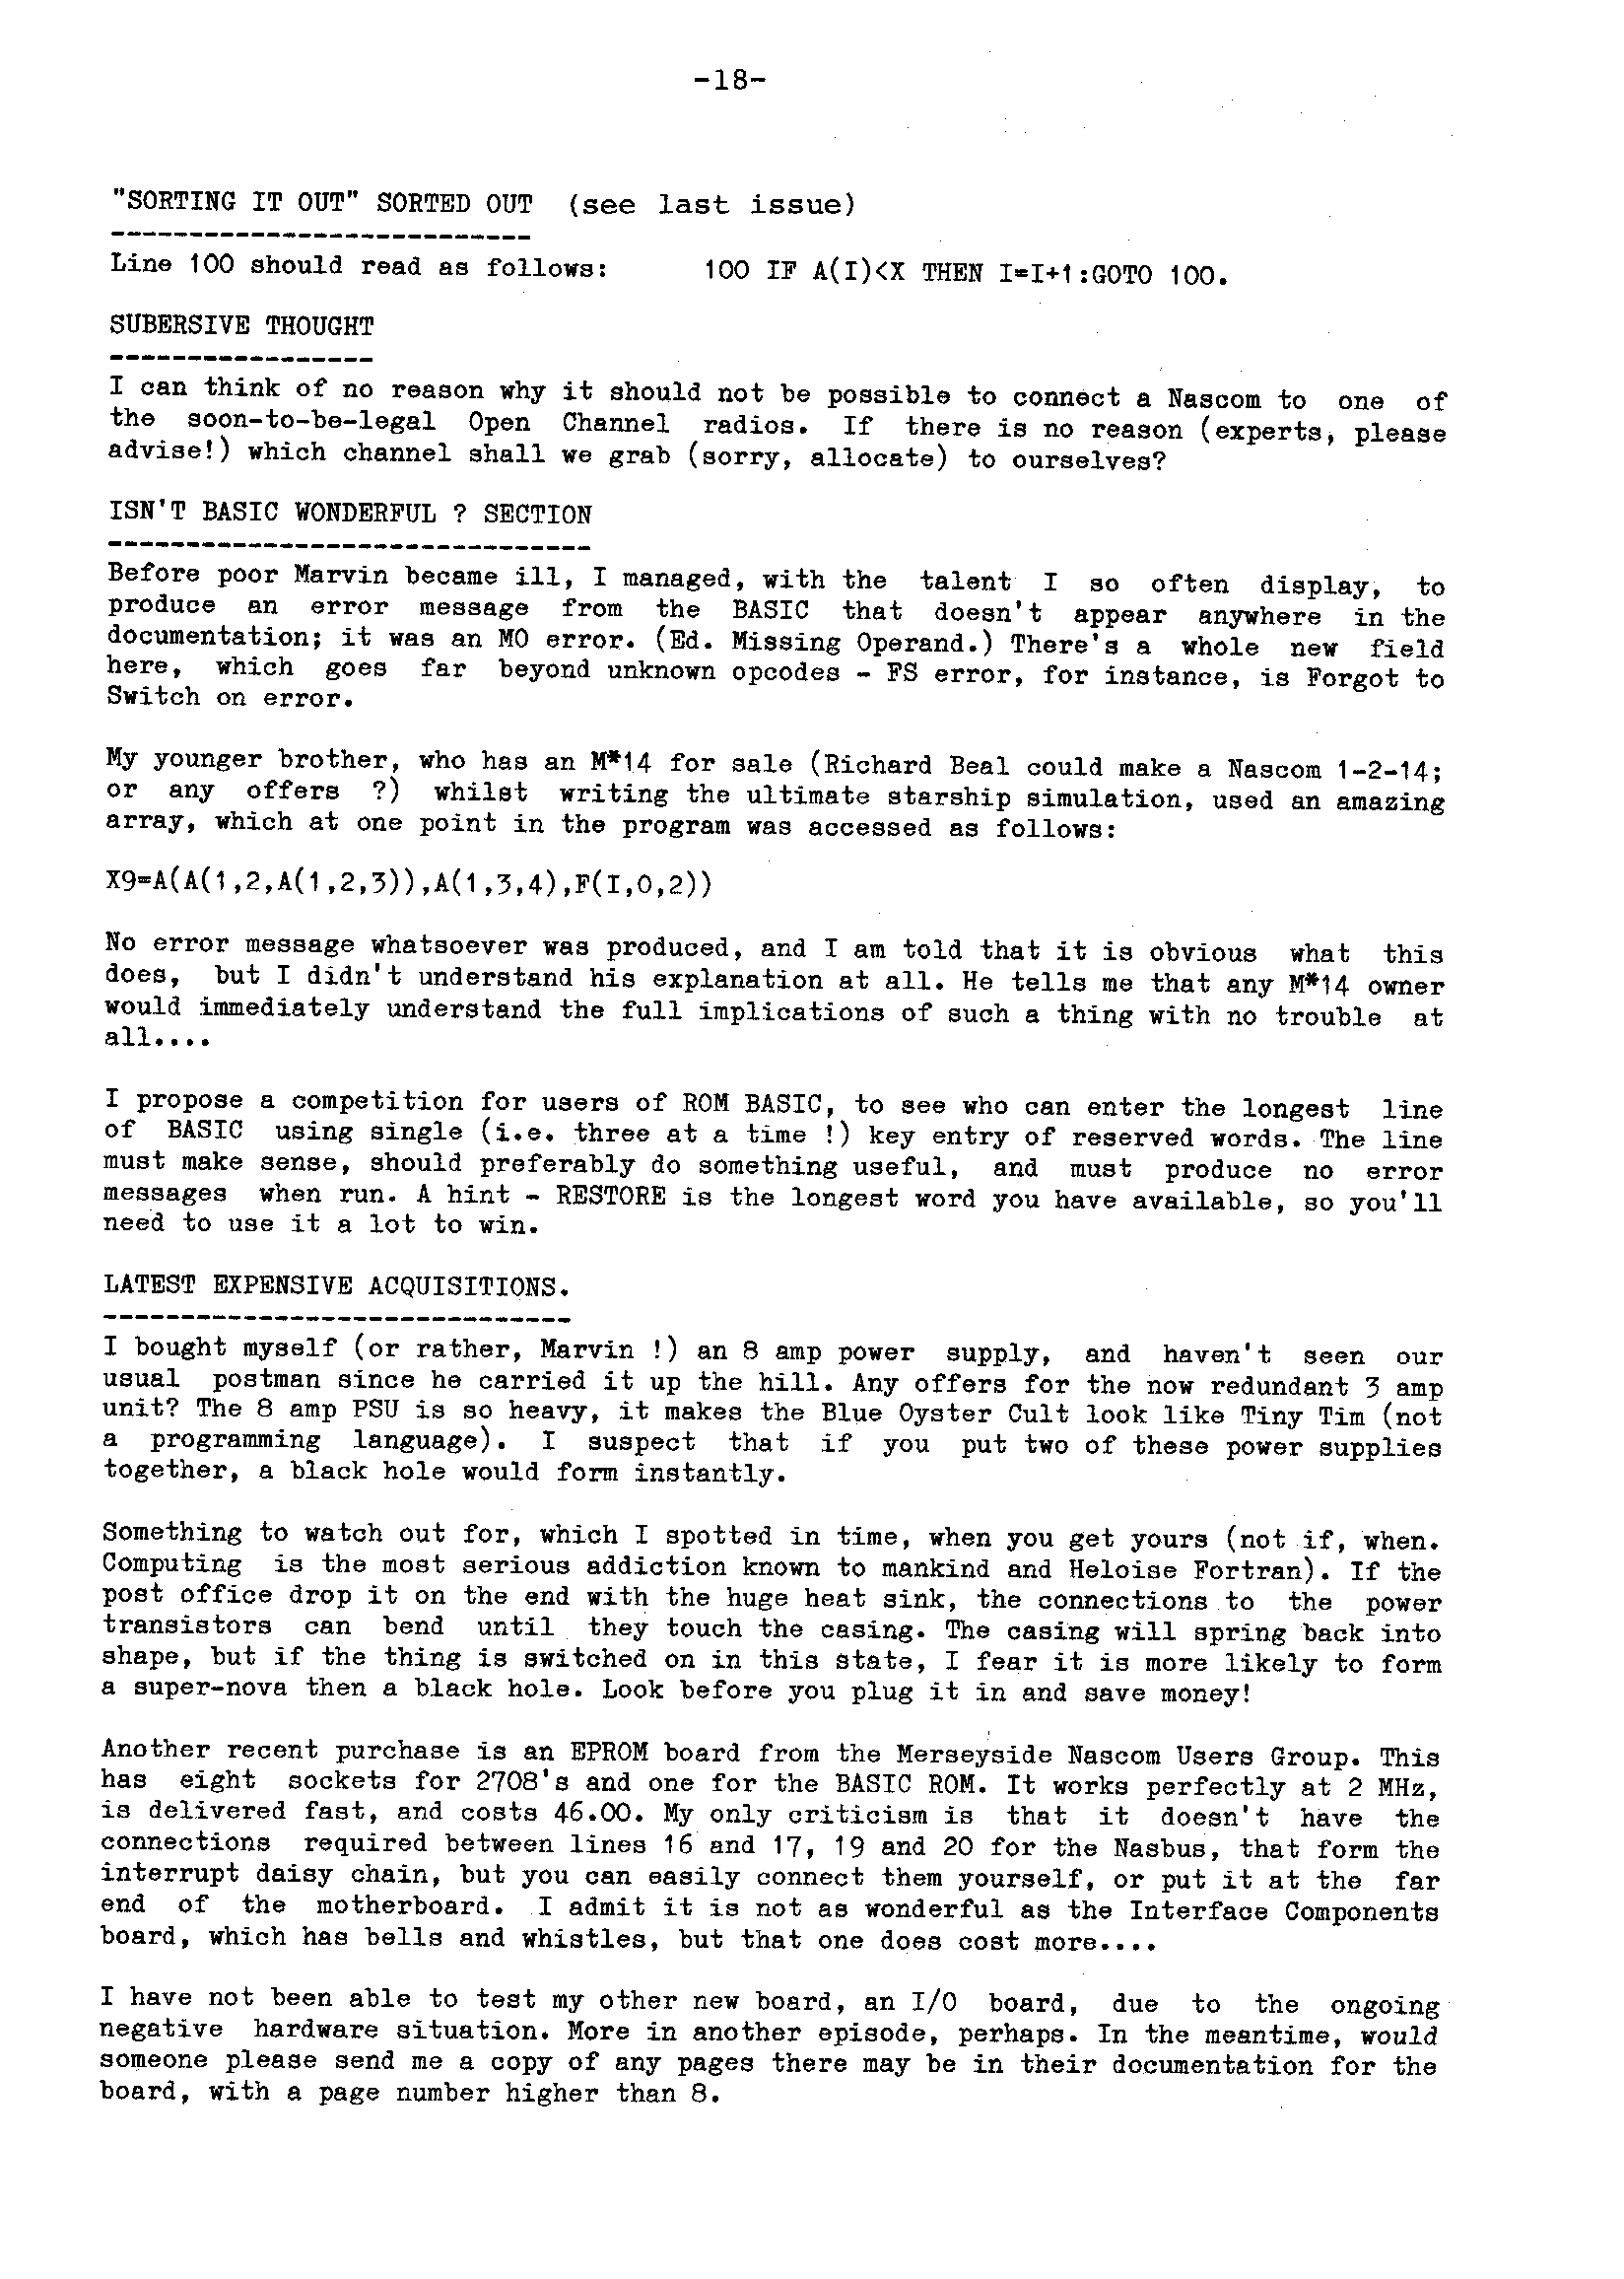 -18-
"SORTING IT OUT" SORTED OUT (see last issue)
---------------------------
Line 100 should read as follows: 100 IF A(I)<X THEN I=I+1:GOTO 100.
SUBERSIVE THOUGHT
-----------------
I can think of no reason why it should not be possible to connect a Nascom to one of
the soon-to-be-legal Open Channel radios. If there is no reason (experts, please
advise!) which channel shall we grab (sorry, allocate) to ourselves?
ISN'T BASIC WONDERFUL ? SECTION
-------------------------------
Before poor Marvin became ill, I managed, with the talent I so often display, to
produce an error message from the BASIC that doesn't appear anywhere in the
documentation; it was an MO error. (Ed. Missing Operand.) There's a whole new field
here, which goes far beyond unknown opcodes - FS error, for instance, is Forgot to
Switch on error.
My younger brother, who has an M*14 for sale (Richard Beal could make a Nascom 1-2-14;
or any offers ?) whilst writing the ultimate starship simulation, used an amazing
array, which at one point in the program was accessed as follows:
X9=A(A(1,2,A(1,2,3)),A(1,3,4),F(I,0,2))
No error message whatsoever was produced, and I am told that it is obvious what this
does, but I didn't understand his explanation at all. He tells me that any M*14 owner
would immediately understand the full implications of such a thing with no trouble at
all....
I propose a competition for users of ROM BASIC, to see who can enter the longest line
of BASIC using single (i.e. three at a time !) key entry of reserved words. The line
must make sense, should preferably do something useful, and must produce no error
messages when run. A hint - RESTORE is the longest word you have available, so you'll
need to use it a lot to win.
LATEST EXPENSIVE ACQUISITIONS.
------------------------------
I bought myself (or rather, Marvin !) an 8 amp power supply, and haven't seen our
usual postman since he carried it up the hill. Any offers for the now redundant 3 amp
unit? The 8 amp PSU is so heavy, it makes the Blue Oyster Cult look like Tiny Tim (not
a programming language). I suspect that if you put two of these power supplies
together, a black hole would form instantly.
Something to watch out for, which I spotted in time, when you get yours (not if, when.
Computing is the most serious addiction known to mankind and Heloise Fortran). If the
post office drop it on the end with the huge heat sink, the connections to the power
transistors can bend until they touch the casing. The casing will spring back into
shape, but if the thing is switched on in this state, I fear it is more likely to form
a super-nova then a black hole. Look before you plug it in and save money!
Another recent purchase is an EPROM board from the Merseyside Nascom Users Group. This
has eight sockets for 2708's and one for the BASIC ROM. It works perfectly at 2 MHz,
is delivered fast, and costs 46.00. My only criticism is that it doesn't have the
connections required between lines 16 and 17, 19 and 20 for the Nasbus, that form the
interrupt daisy chain, but you can easily connect them yourself, or put it at the far
end of the motherboard. I admit it is not as wonderful as the Interface Components
board, which has bells and whistles, but that one does cost more....
I have not been able to test my other new board, an I/O board, due to the ongoing
negative hardware situation. More in another episode, perhaps. In the meantime, would
someone please send me a copy of any pages there may be in their documentation for the
board, with a page number higher than 8.